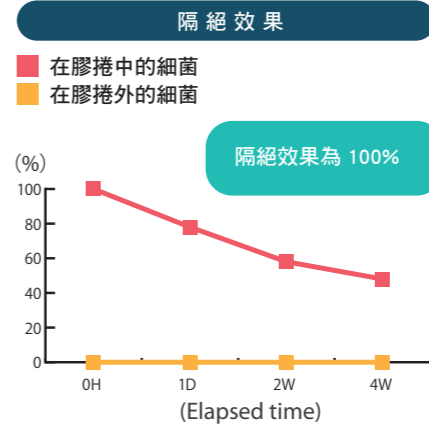 隔絕效果
在膠捲中的細菌
在膠捲外的細菌
隔絕效果為 100%
(%)
100
80
60
40
20
0
0H 1D 2W 4W
(Elapsed time)